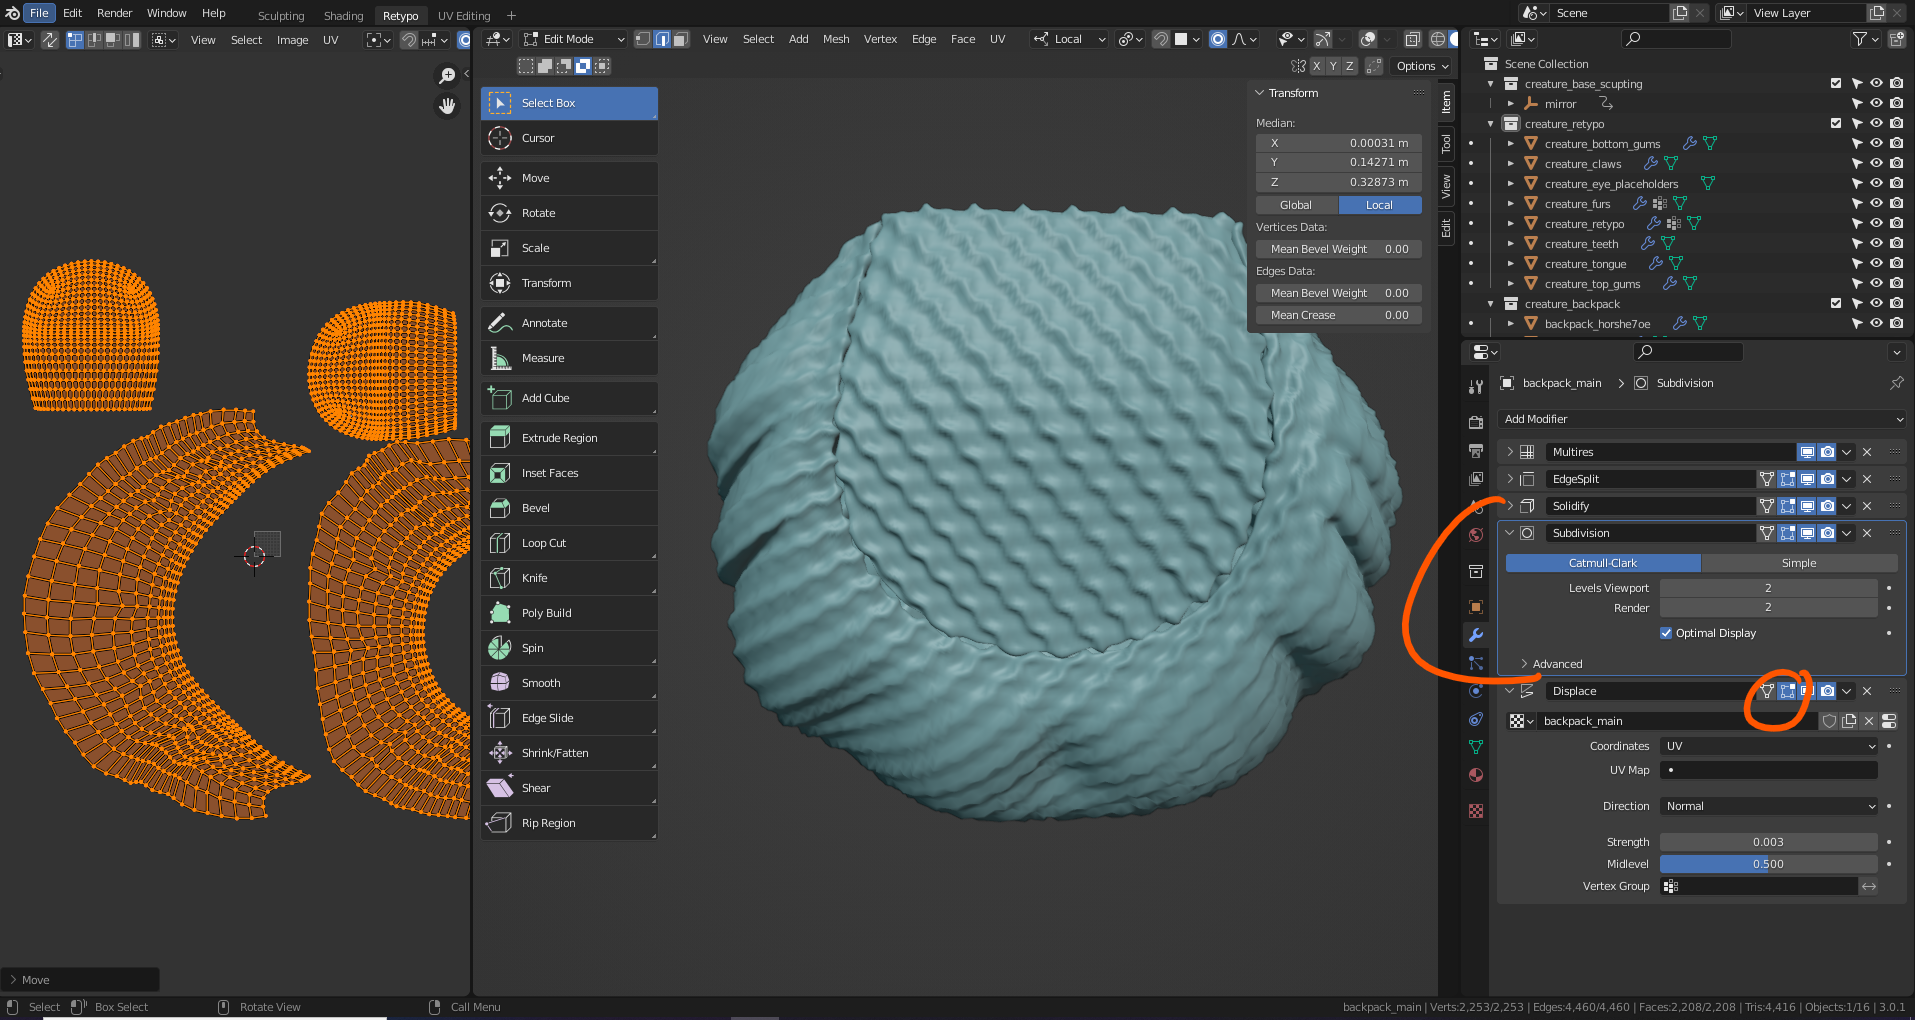 File Edit Render Window Help Sculpting Shading Retypo UV Editing + Scene View Layer
View Select Image UV Edit Mode View Select Add Mesh Vertex Edge Face UV Local
X Y Z Options
Select Box
Cursor
Move
Rotate
Scale
Transform
Annotate
Measure
Add Cube
Extrude Region
Inset Faces
Bevel
Loop Cut
Knife
Poly Build
Spin
Smooth
Edge Slide
Shrink/Fatten
Shear
Rip Region
Transform
Median:
X 0.00031 m
Y 0.14271 m
Z 0.32873 m
Global Local
Vertices Data:
Mean Bevel Weight 0.00
Edges Data:
Mean Bevel Weight 0.00
Mean Crease 0.00
Item
Tool
View
Edit
Scene Collection
creature_base_scupting
mirror
creature_retypo
creature_bottom_gums
creature_claws
creature_eye_placeholders
creature_furs
creature_retypo
creature_teeth
creature_tongue
creature_top_gums
creature_backpack
backpack_horshe7oe
backpack_main Subdivision
Add Modifier
Multires
EdgeSplit
Solidify
Subdivision
Catmull-Clark Simple
Levels Viewport 2
Render 2
Optimal Display
Advanced
Displace
backpack_main
Coordinates UV
UV Map
Direction Normal
Strength 0.003
Midlevel 0.500
Vertex Group
Move
Select Box Select Rotate View Call Menu backpack_main | Verts:2,253/2,253 | Edges:4,460/4,460 | Faces:2,208/2,208 | Tris:4,416 | Objects:1/16 | 3.0.1